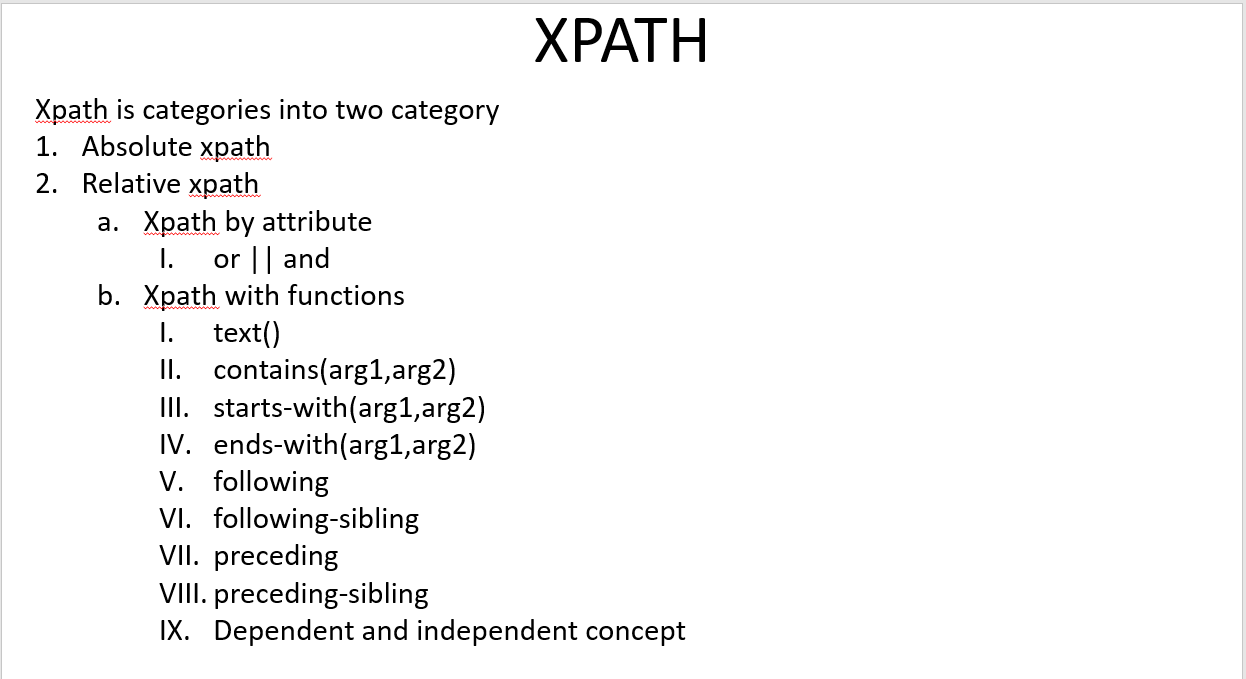 XPATH
Xpath is categories into two category
1. Absolute xpath
2. Relative xpath
a. Xpath by attribute
I. or || and
b. Xpath with functions
I. text()
II. contains(arg1,arg2)
III. starts-with(arg1,arg2)
IV. ends-with(arg1,arg2)
V. following
VI. following-sibling
VII. preceding
VIII. preceding-sibling
IX. Dependent and independent concept